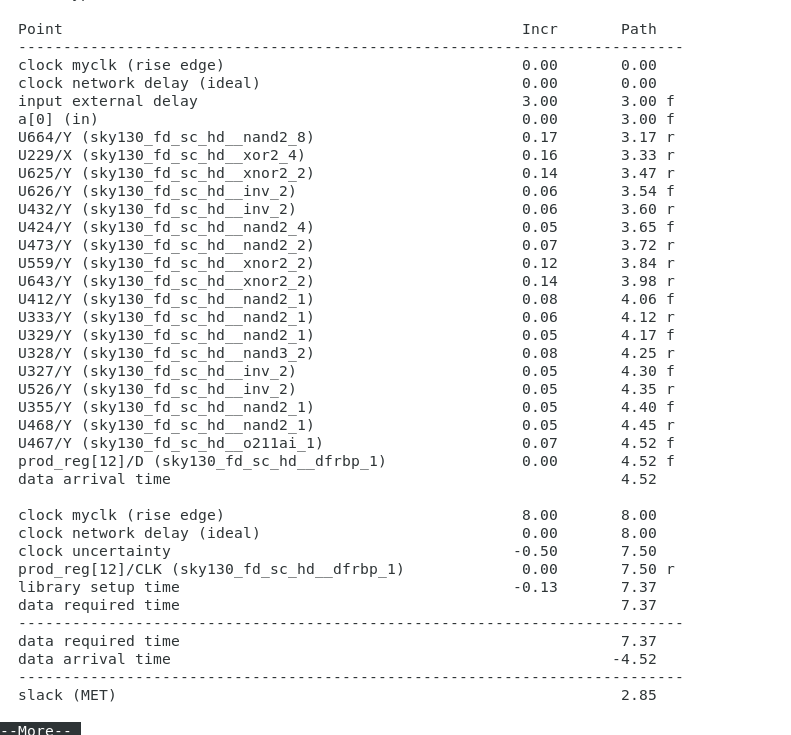 Point Incr Path
---------------------------------------------------------------------------
clock myclk (rise edge) 0.00 0.00
clock network delay (ideal) 0.00 0.00
input external delay 3.00 3.00 f
a[0] (in) 0.00 3.00 f
U664/Y (sky130_fd_sc_hd__nand2_8) 0.17 3.17 r
U229/X (sky130_fd_sc_hd__xor2_4) 0.16 3.33 r
U625/Y (sky130_fd_sc_hd__xnor2_2) 0.14 3.47 r
U626/Y (sky130_fd_sc_hd__inv_2) 0.06 3.54 f
U432/Y (sky130_fd_sc_hd__inv_2) 0.06 3.60 r
U424/Y (sky130_fd_sc_hd__nand2_4) 0.05 3.65 f
U473/Y (sky130_fd_sc_hd__nand2_2) 0.07 3.72 r
U559/Y (sky130_fd_sc_hd__xnor2_2) 0.12 3.84 r
U643/Y (sky130_fd_sc_hd__xnor2_2) 0.14 3.98 r
U412/Y (sky130_fd_sc_hd__nand2_1) 0.08 4.06 f
U333/Y (sky130_fd_sc_hd__nand2_1) 0.06 4.12 r
U329/Y (sky130_fd_sc_hd__nand2_1) 0.05 4.17 f
U328/Y (sky130_fd_sc_hd__nand3_2) 0.08 4.25 r
U327/Y (sky130_fd_sc_hd__inv_2) 0.05 4.30 f
U526/Y (sky130_fd_sc_hd__inv_2) 0.05 4.35 r
U355/Y (sky130_fd_sc_hd__nand2_1) 0.05 4.40 f
U468/Y (sky130_fd_sc_hd__nand2_1) 0.05 4.45 r
U467/Y (sky130_fd_sc_hd__o211ai_1) 0.07 4.52 f
prod_reg[12]/D (sky130_fd_sc_hd__dfrbp_1) 0.00 4.52 f
data arrival time 4.52
clock myclk (rise edge) 8.00 8.00
clock network delay (ideal) 0.00 8.00
clock uncertainty -0.50 7.50
prod_reg[12]/CLK (sky130_fd_sc_hd__dfrbp_1) 0.00 7.50 r
library setup time -0.13 7.37
data required time 7.37
---------------------------------------------------------------------------
data required time 7.37
data arrival time -4.52
---------------------------------------------------------------------------
slack (MET) 2.85
--More--